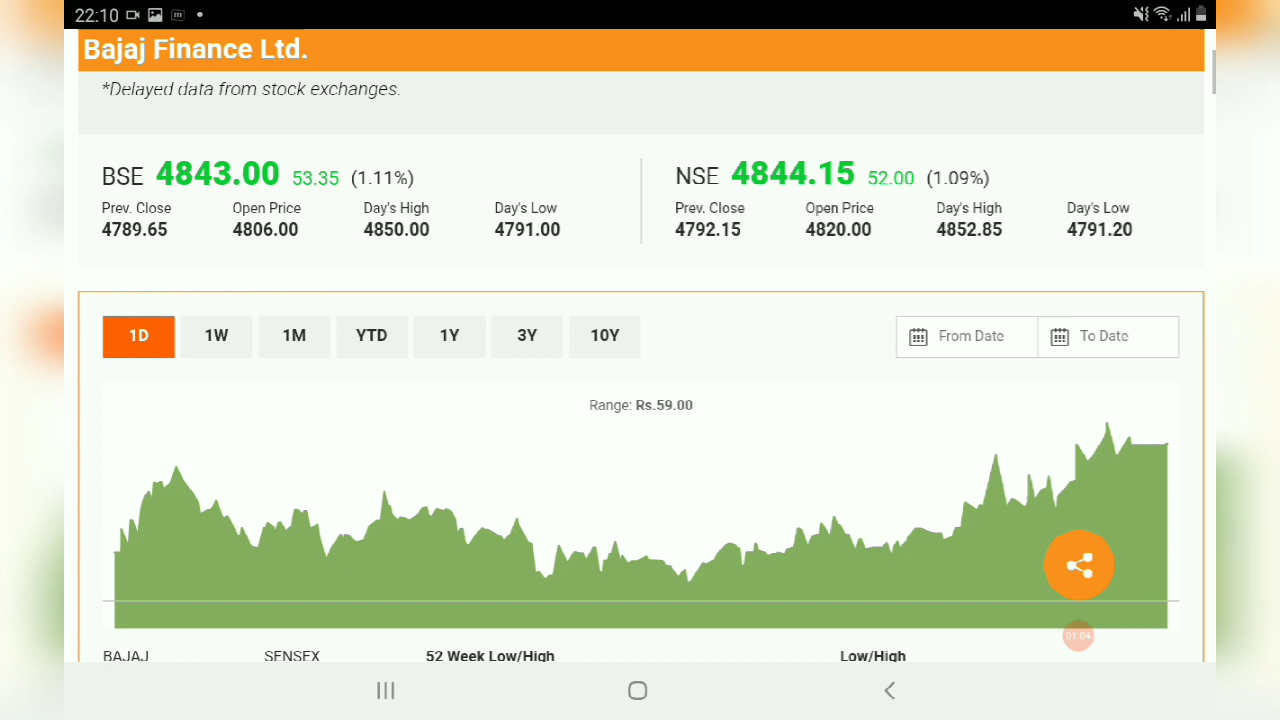 22:10
Bajaj Finance Ltd.
*Delayed data from stock exchanges.
BSE 4843.00 53.35 (1.11%)
Prev. Close Open Price Day's High Day's Low
4789.65 4806.00 4850.00 4791.00
NSE 4844.15 52.00 (1.09%)
Prev. Close Open Price Day's High Day's Low
4792.15 4820.00 4852.85 4791.20
1D 1W 1M YTD 1Y 3Y 10Y From Date To Date
Range: Rs.59.00
01:04
BAJAJ SENSEX 52 Week Low/High Low/High